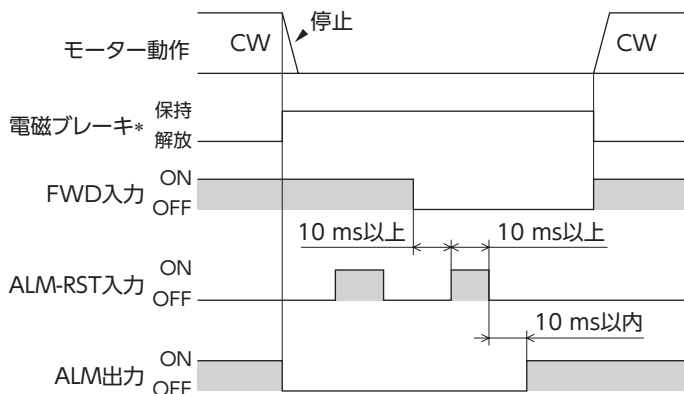 停止
モーター動作 CW CW
電磁ブレーキ* 保持
解放
FWD入力 ON
OFF
10 ms以上 10 ms以上
ALM-RST入力 ON
OFF
10 ms以内
ALM出力 ON
OFF